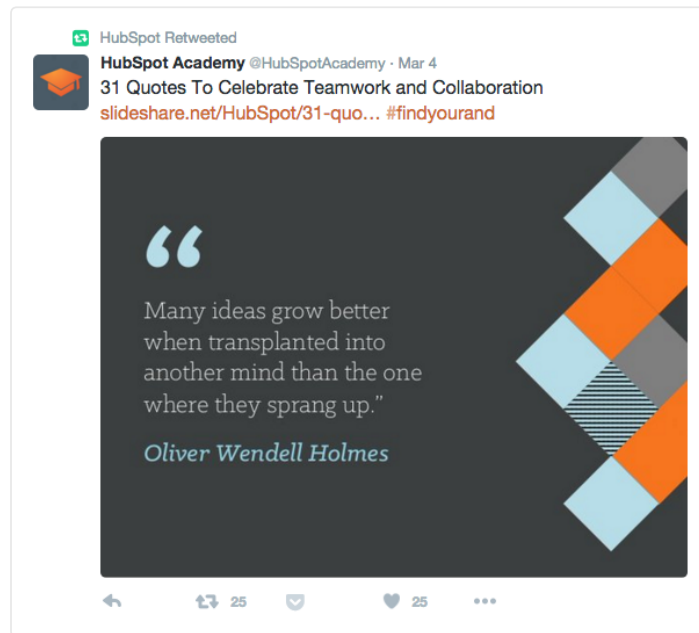 HubSpot Retweeted
HubSpot Academy @HubSpotAcademy · Mar 4
31 Quotes To Celebrate Teamwork and Collaboration
slideshare.net/HubSpot/31-quo… #findyourand
“
Many ideas grow better
when transplanted into
another mind than the one
where they sprang up.”
Oliver Wendell Holmes
25 25